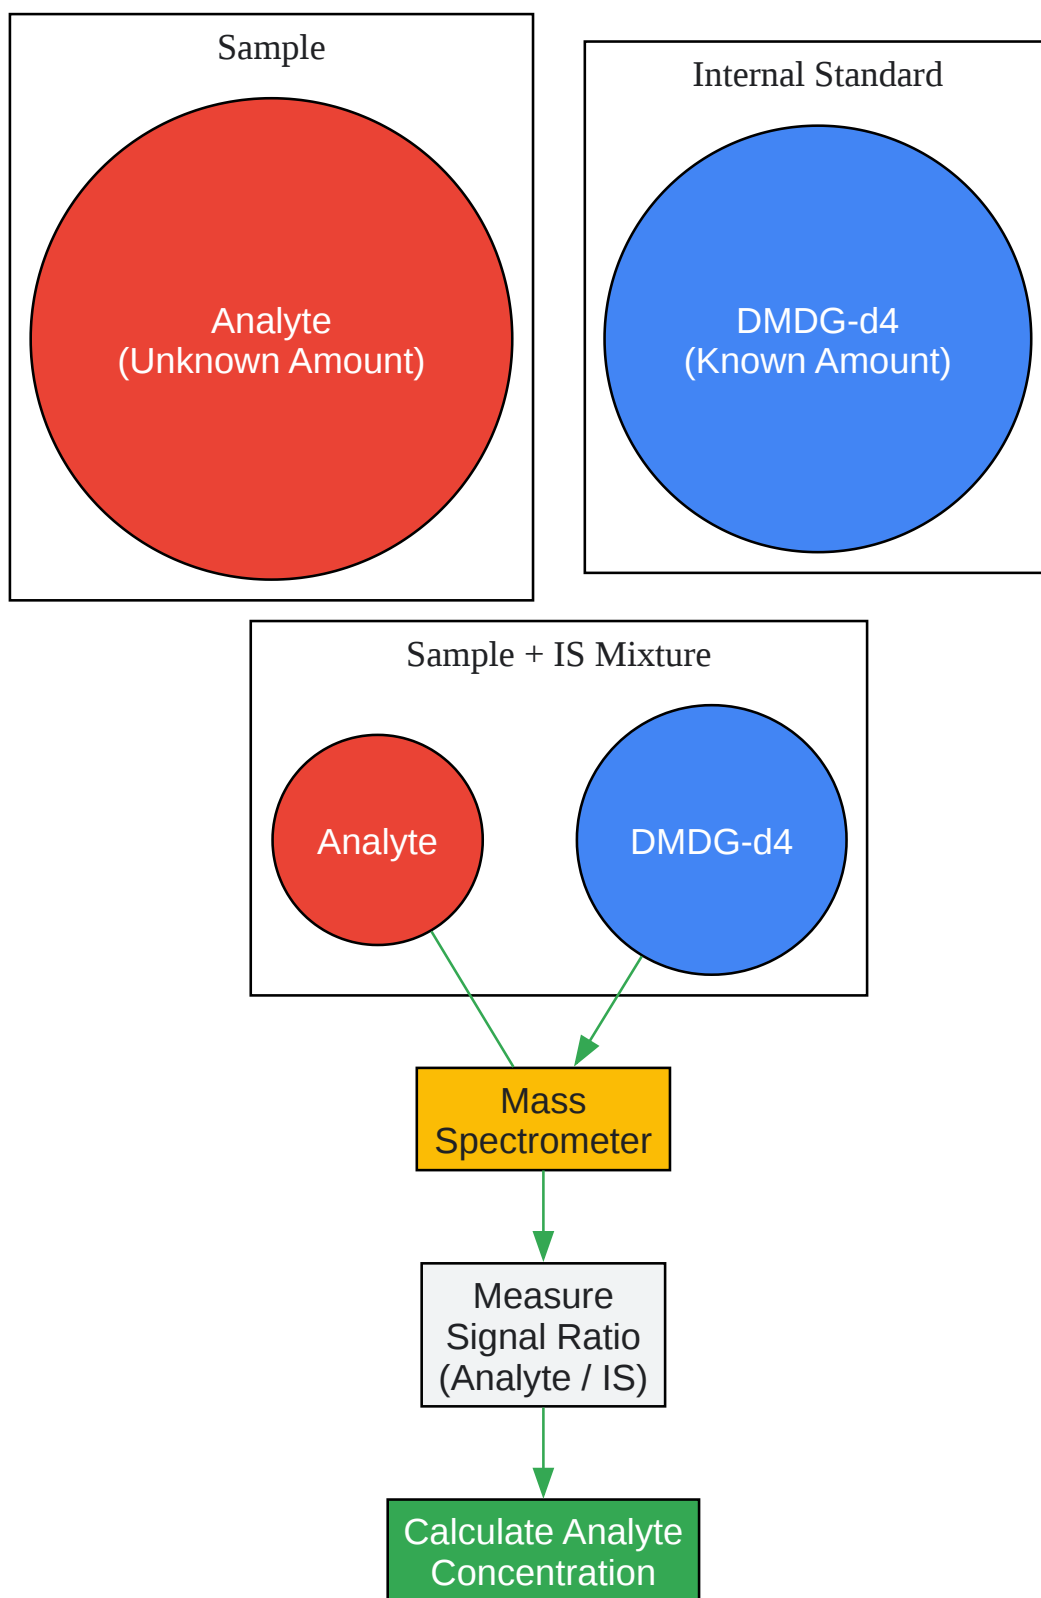 Sample
Internal Standard
Analyte
(Unknown Amount)
DMDG-d4
(Known Amount)
Sample + IS Mixture
Analyte
DMDG-d4
Mass
Spectrometer
Measure
Signal Ratio
(Analyte / IS)
Calculate Analyte
Concentration